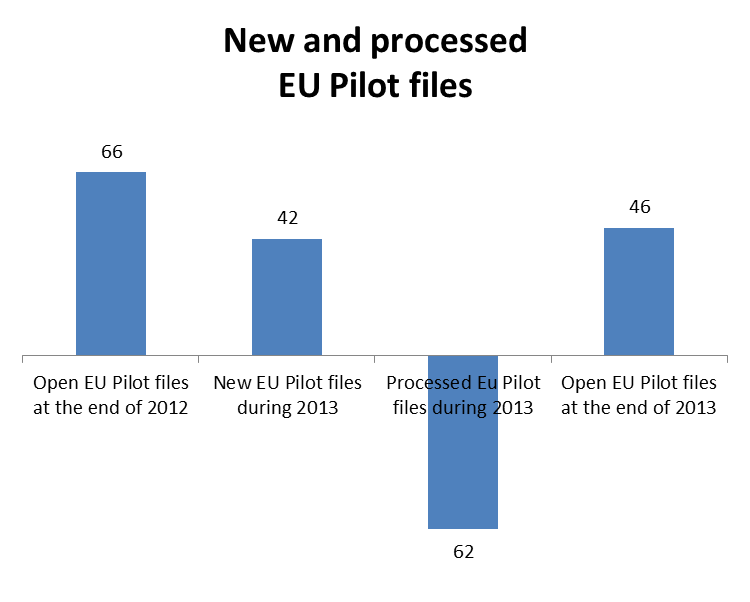 New and processed
EU Pilot files
66
42
46
Open EU Pilot files
at the end of 2012
New EU Pilot files
during 2013
Processed Eu Pilot
files during 2013
Open EU Pilot files
at the end of 2013
62